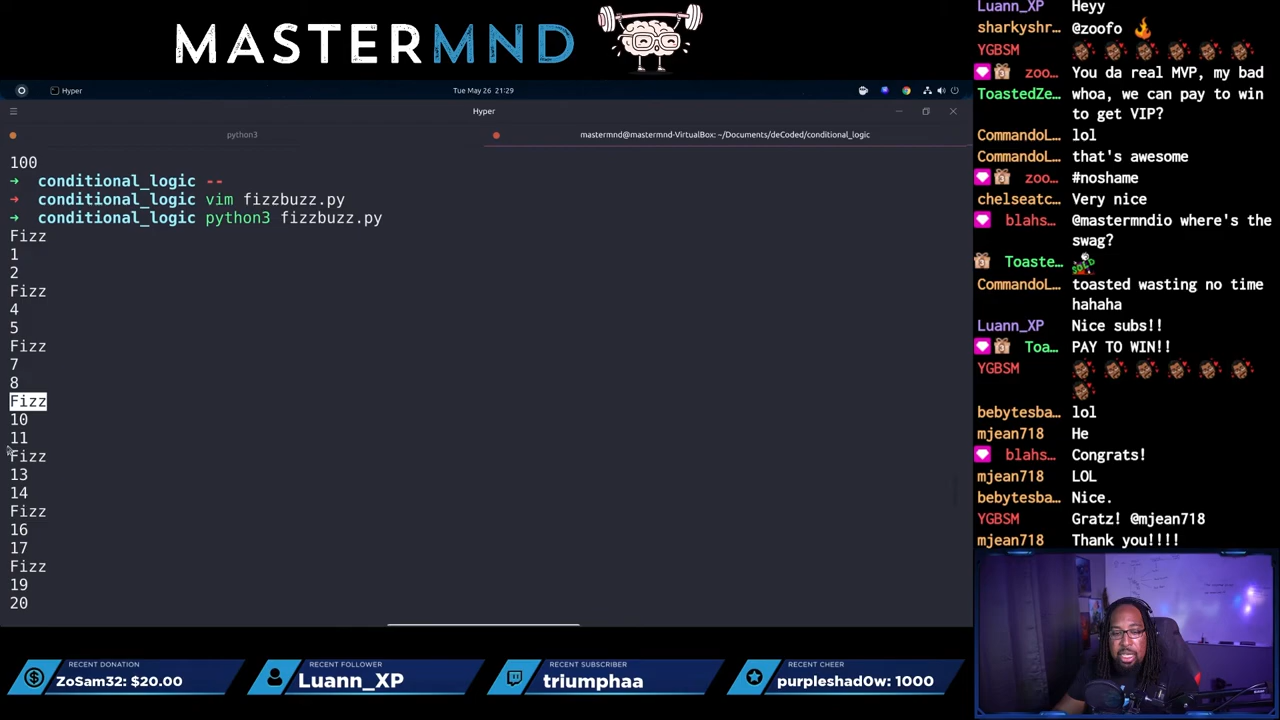 MASTERMND
Hyper
Tue May 26 21:29
Hyper
python3
mastermnd@mastermnd-VirtualBox: ~/Documents/deCoded/conditional_logic
100
➜ conditional_logic --
➜ conditional_logic vim fizzbuzz.py
➜ conditional_logic python3 fizzbuzz.py
Fizz
1
2
Fizz
4
5
Fizz
7
8
Fizz
10
11
Fizz
13
14
Fizz
16
17
Fizz
19
20
Luann_XP Heyy
sharkyshr… @zoofo
YGBSM
zoo… You da real MVP, my bad
ToastedZe… whoa, we can pay to win
to get VIP?
CommandoL… lol
CommandoL… that's awesome
zoo… #noshame
chelseatc… Very nice
blahs… @mastermndio where's the
swag?
Toaste… SOLD
CommandoL… toasted wasting no time
hahaha
Luann_XP Nice subs!!
Toa… PAY TO WIN!!
YGBSM
bebytesba… lol
mjean718 He
blahs… Congrats!
mjean718 LOL
bebytesba… Nice.
YGBSM Gratz! @mjean718
mjean718 Thank you!!!!
RECENT DONATION
ZoSam32: $20.00
RECENT FOLLOWER
Luann_XP
RECENT SUBSCRIBER
triumphaa
RECENT CHEER
purpleshad0w: 1000